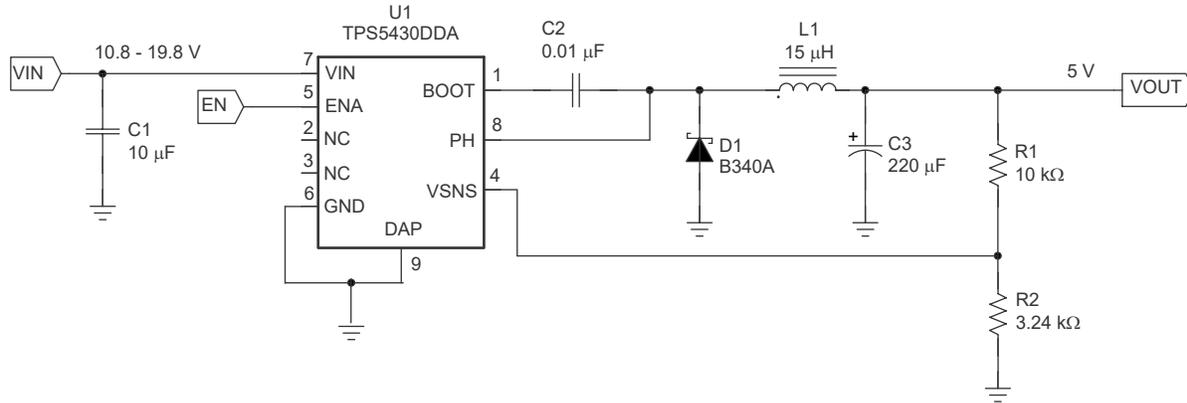 U1
TPS5430DDA
VIN
10.8 - 19.8 V
C1
10 μF
EN
7
5
2
3
6
VIN
ENA
NC
NC
GND
BOOT
PH
VSNS
DAP
1
8
4
9
C2
0.01 μF
L1
15 μH
D1
B340A
+
C3
220 μF
5 V
VOUT
R1
10 kΩ
R2
3.24 kΩ